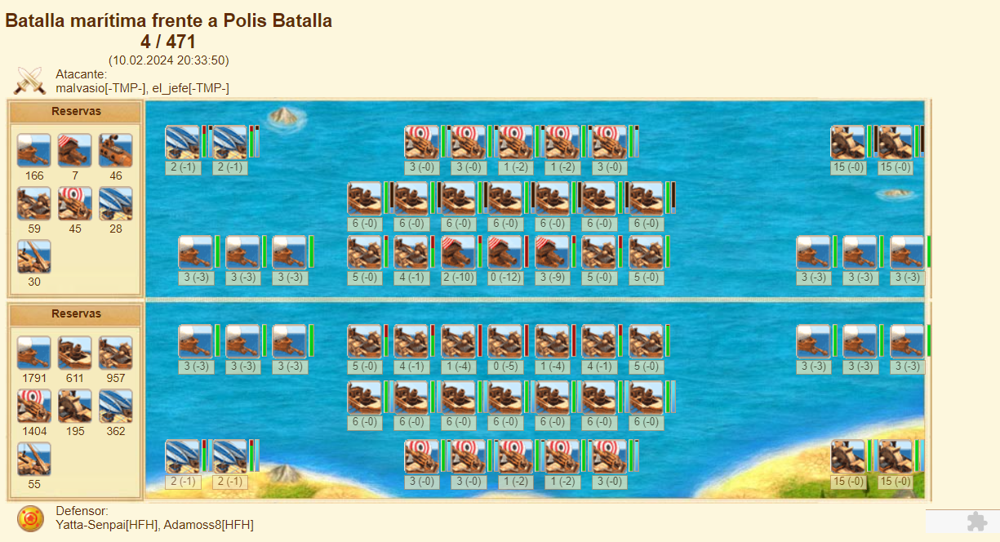 Batalla marítima frente a Polis Batalla
4 / 471
(10.02.2024 20:33:50)
Atacante:
malvasio[-TMP-], el_jefe[-TMP-]
Reservas
166 7 46
59 45 28
30
2 (-1) 2 (-1) 3 (-0) 3 (-0) 1 (-2) 1 (-2) 3 (-0) 15 (-0) 15 (-0)
6 (-0) 6 (-0) 6 (-0) 6 (-0) 6 (-0) 6 (-0) 6 (-0)
3 (-3) 3 (-3) 3 (-3) 5 (-0) 4 (-1) 2 (-10) 0 (-12) 3 (-9) 5 (-0) 5 (-0) 3 (-3) 3 (-3) 3 (-3)
Reservas
1791 611 957
1404 195 362
55
3 (-3) 3 (-3) 3 (-3) 5 (-0) 4 (-1) 1 (-4) 0 (-5) 1 (-4) 4 (-1) 5 (-0) 3 (-3) 3 (-3) 3 (-3)
6 (-0) 6 (-0) 6 (-0) 6 (-0) 6 (-0) 6 (-0) 6 (-0)
2 (-1) 2 (-1) 3 (-0) 3 (-0) 1 (-2) 1 (-2) 3 (-0) 15 (-0) 15 (-0)
Defensor:
Yatta-Senpai[HFH], Adamoss8[HFH]